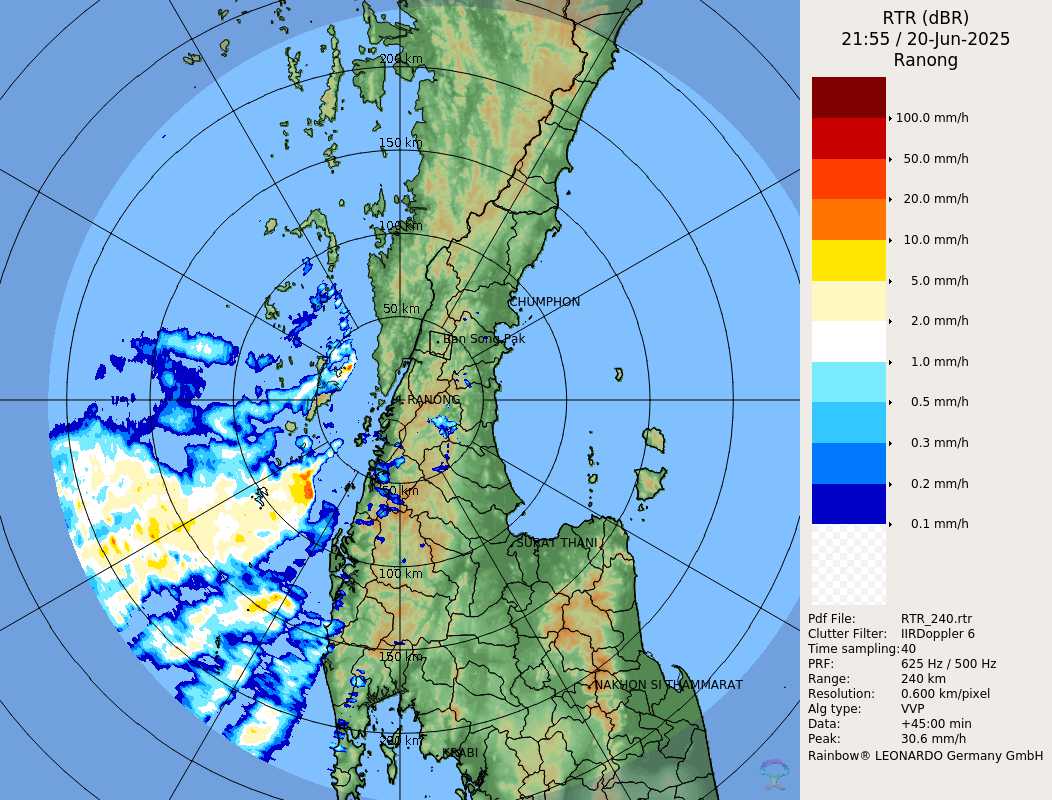 RTR (dBR)
21:55 / 20-Jun-2025
Ranong
100.0 mm/h
50.0 mm/h
20.0 mm/h
10.0 mm/h
5.0 mm/h
2.0 mm/h
1.0 mm/h
0.5 mm/h
0.3 mm/h
0.2 mm/h
0.1 mm/h
Pdf File: RTR_240.rtr
Clutter Filter: IIRDoppler 6
Time sampling: 40
PRF: 625 Hz / 500 Hz
Range: 240 km
Resolution: 0.600 km/pixel
Alg type: VVP
Data: +45:00 min
Peak: 30.6 mm/h
Rainbow® LEONARDO Germany GmbH
200 km
150 km
100 km
50 km
CHUMPHON
Ban Song Pak
RANONG
50 km
SURAT THANI
100 km
150 km
NAKHON SI THAMMARAT
200 km
KRABI